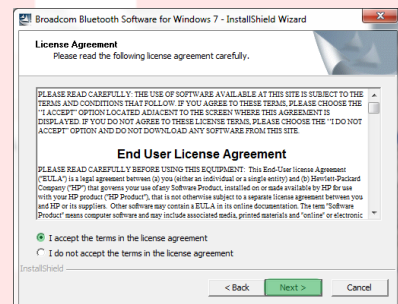 Broadcom Bluetooth Software for Windows 7 - InstallShield Wizard
License Agreement
Please read the following license agreement carefully.
PLEASE READ CAREFULLY: THE USE OF SOFTWARE AVAILABLE AT THIS SITE IS SUBJECT TO THE
TERMS AND CONDITIONS THAT FOLLOW. IF YOU AGREE TO THESE TERMS, PLEASE CHOOSE THE
"I ACCEPT" OPTION LOCATED ADJACENT TO THE SCREEN WHERE THIS AGREEMENT IS
DISPLAYED. IF YOU DO NOT AGREE TO THESE LICENSE TERMS, PLEASE CHOOSE THE "I DO NOT
ACCEPT" OPTION AND DO NOT DOWNLOAD ANY SOFTWARE FROM THIS SITE.
End User License Agreement
PLEASE READ CAREFULLY BEFORE USING THIS EQUIPMENT: This End-User license Agreement
("EULA") is a legal agreement between (a) you (either an individual or a single entity) and (b) Hewlett-Packard
Company ("HP") that governs your use of any Software Product, installed on or made available by HP for use
with your HP product ("HP Product"), that is not otherwise subject to a separate license agreement between you
and HP or its suppliers. Other software may contain a EULA in its online documentation. The term "Software
Product" means computer software and may include associated media, printed materials and "online" or electronic
I accept the terms in the license agreement
I do not accept the terms in the license agreement
InstallShield
< Back
Next >
Cancel